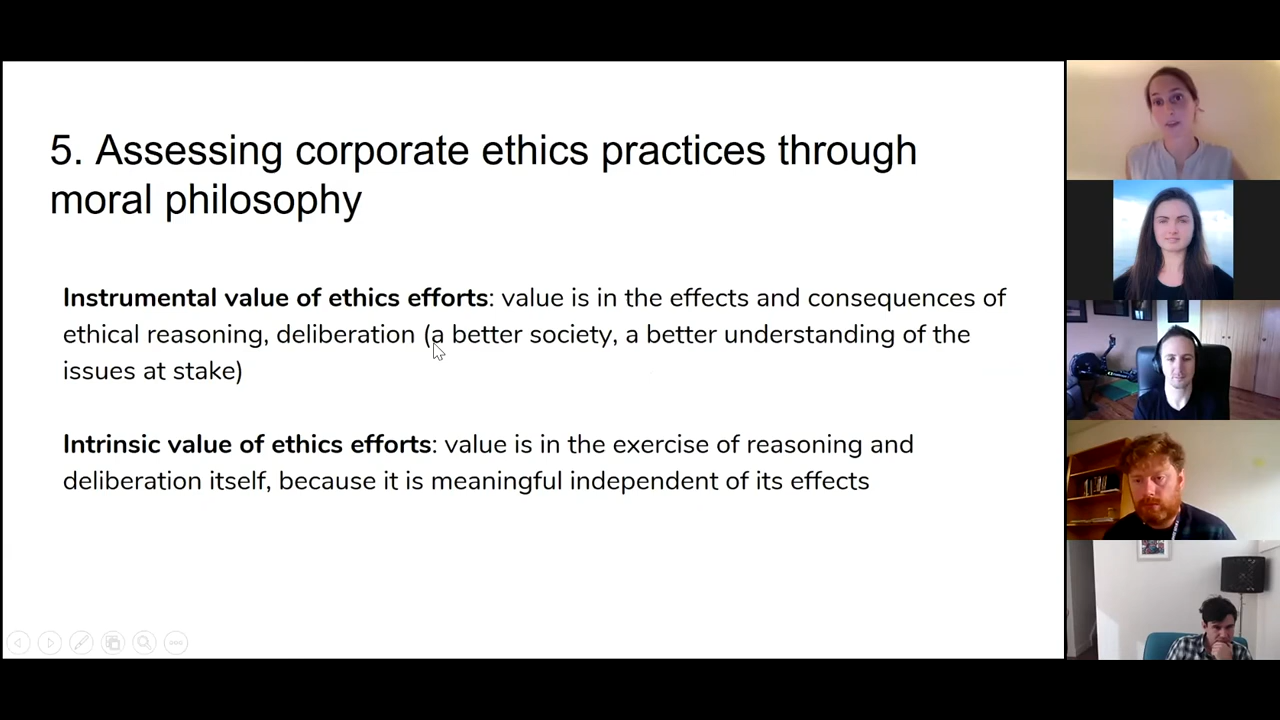 5. Assessing corporate ethics practices through
moral philosophy
Instrumental value of ethics efforts: value is in the effects and consequences of
ethical reasoning, deliberation (a better society, a better understanding of the
issues at stake)
Intrinsic value of ethics efforts: value is in the exercise of reasoning and
deliberation itself, because it is meaningful independent of its effects